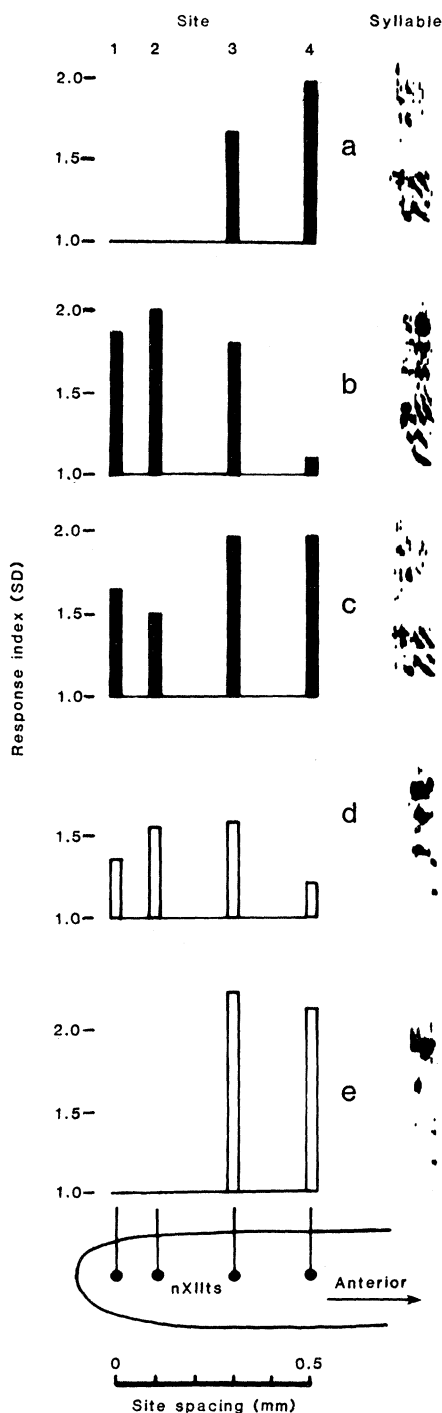 Site Syllable
1 2 3 4
2.0
1.5
1.0
a
2.0
1.5
1.0
b
2.0
1.5
1.0
c
Response index (SD)
1.5
1.0
d
2.0
1.5
1.0
e
nXIIts Anterior
0 0.5
Site spacing (mm)